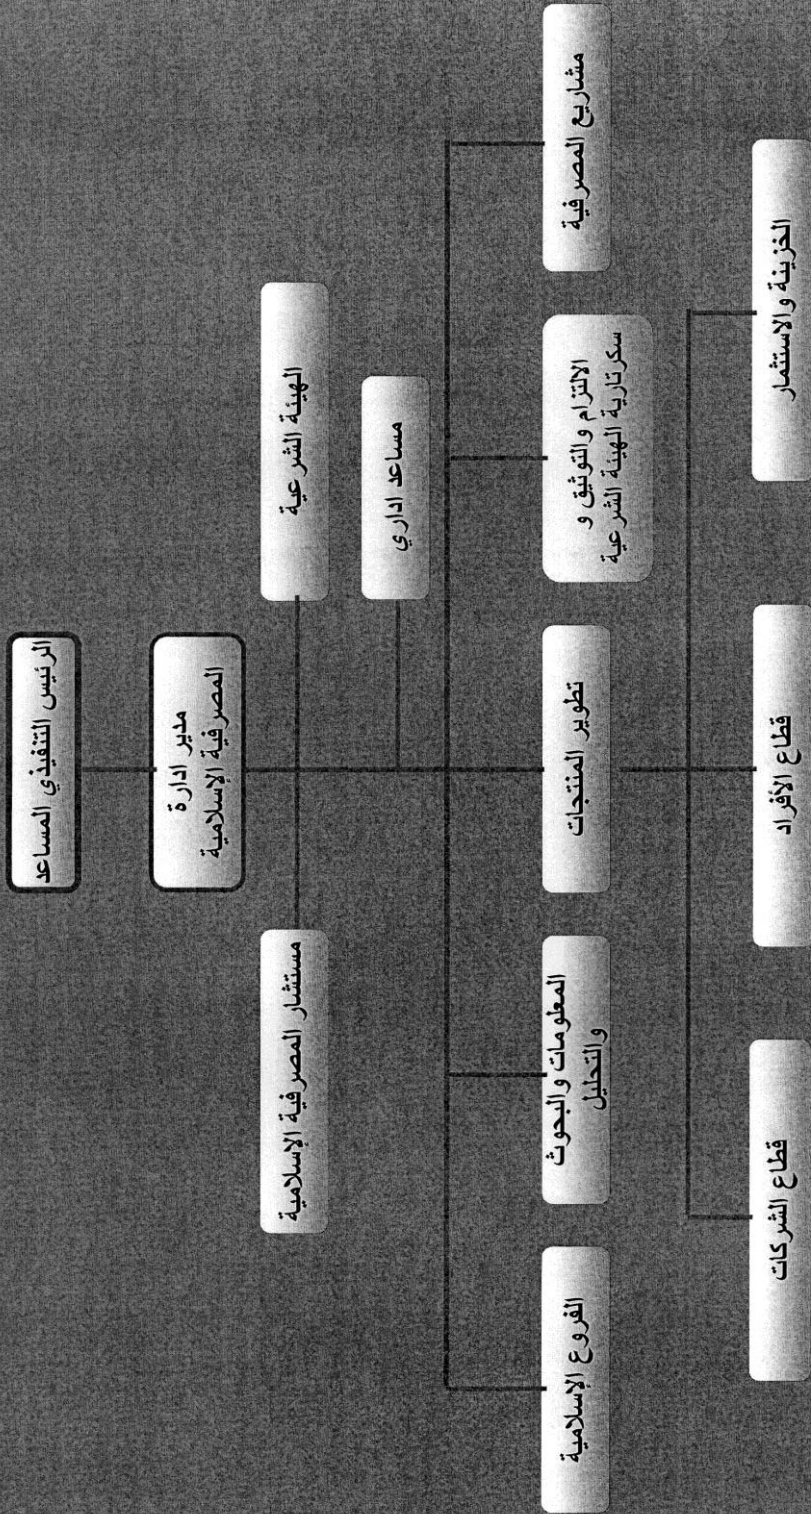 الرئيس التنفيذي المساعد
مدير ادارة
المصرفية الإسلامية
الهيئة الشرعية
مستشار المصرفية الإسلامية
مساعد اداري
مشاريع المصرفية
الالتزام والتوثيق و
سكرتارية الهيئة الشرعية
تطوير المنتجات
المعلومات والبحوث
والتحليل
الفروع الإسلامية
الخزينة والاستثمار
قطاع الأفراد
قطاع الشركات